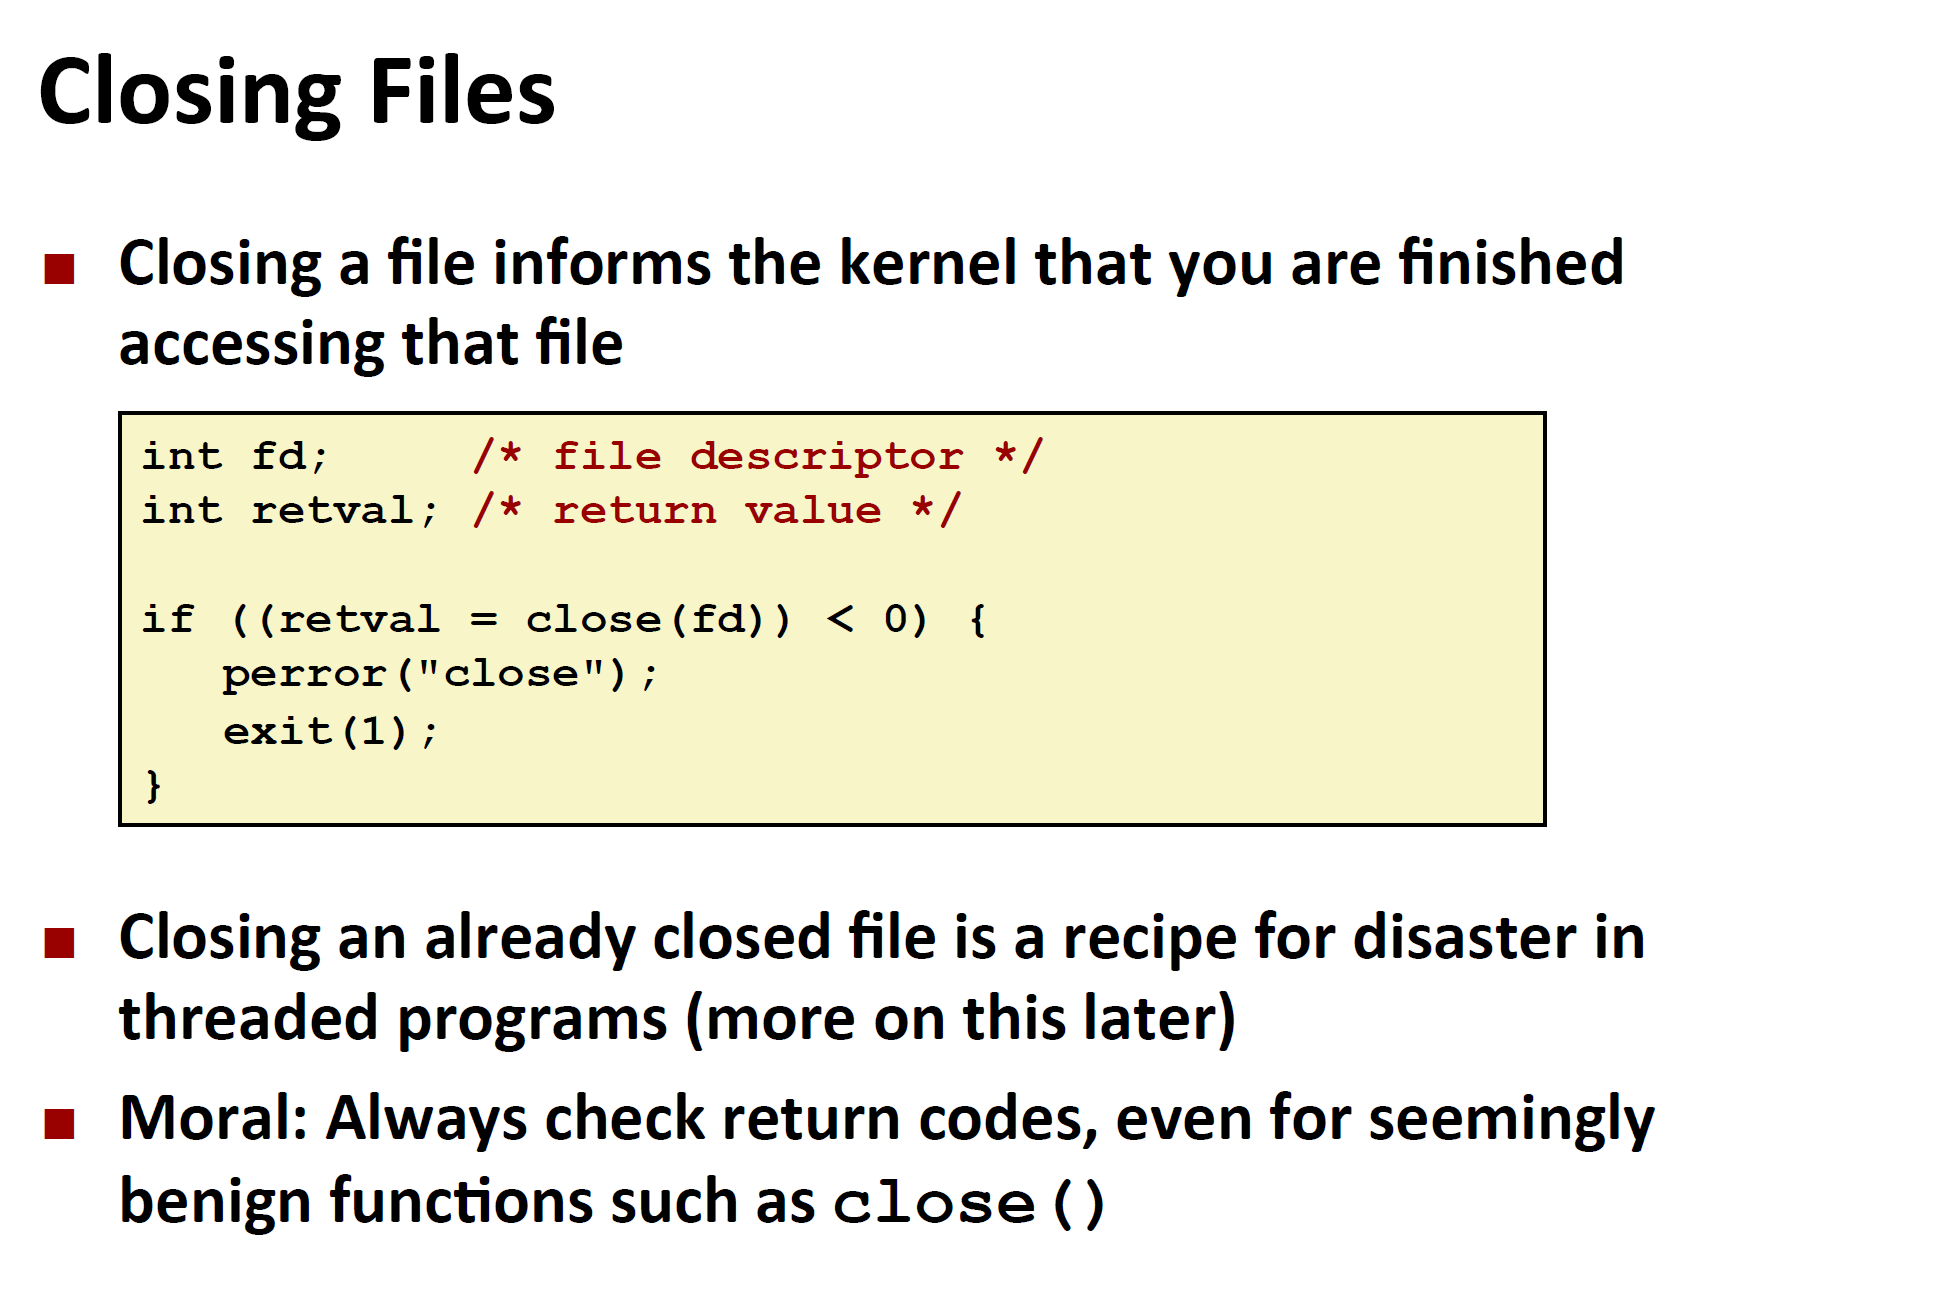 Closing Files
■ Closing a file informs the kernel that you are finished
accessing that file
int fd;     /* file descriptor */
int retval; /* return value */

if ((retval = close(fd)) < 0) {
   perror("close");
   exit(1);
}
■ Closing an already closed file is a recipe for disaster in
threaded programs (more on this later)
■ Moral: Always check return codes, even for seemingly
benign functions such as close()